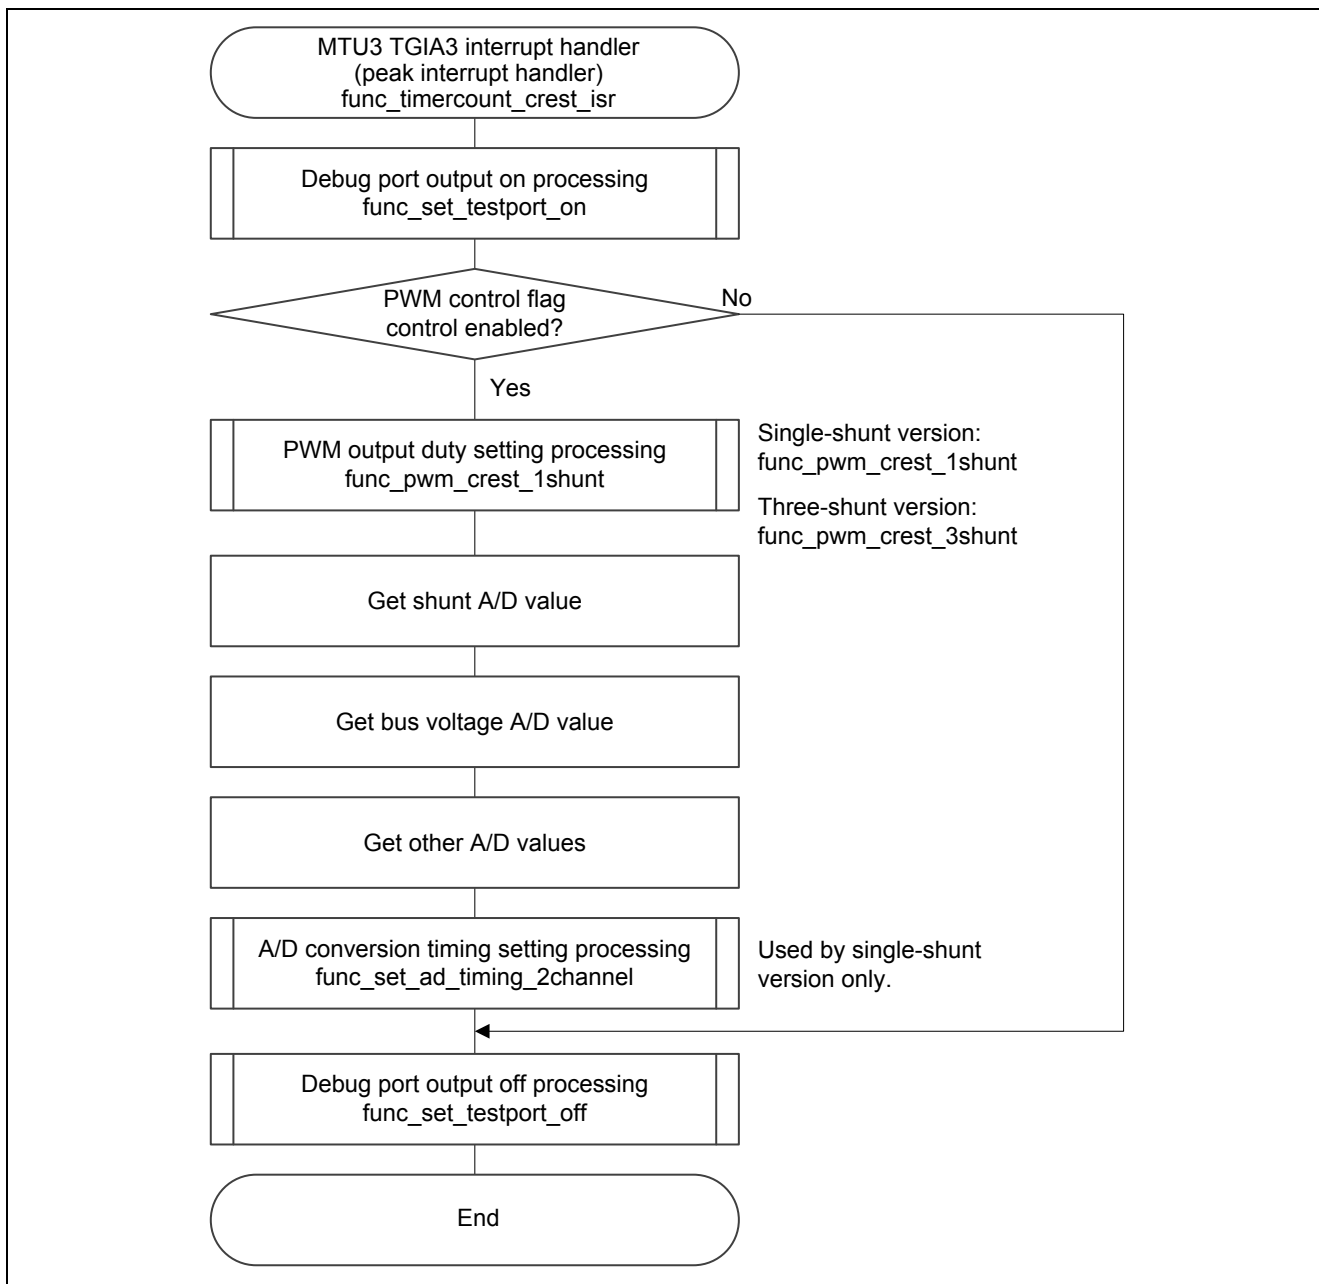 MTU3 TGIA3 interrupt handler
(peak interrupt handler)
func_timercount_crest_isr
Debug port output on processing
func_set_testport_on
PWM control flag
control enabled?
No
Yes
PWM output duty setting processing
func_pwm_crest_1shunt
Single-shunt version:
func_pwm_crest_1shunt
Three-shunt version:
func_pwm_crest_3shunt
Get shunt A/D value
Get bus voltage A/D value
Get other A/D values
A/D conversion timing setting processing
func_set_ad_timing_2channel
Used by single-shunt
version only.
Debug port output off processing
func_set_testport_off
End